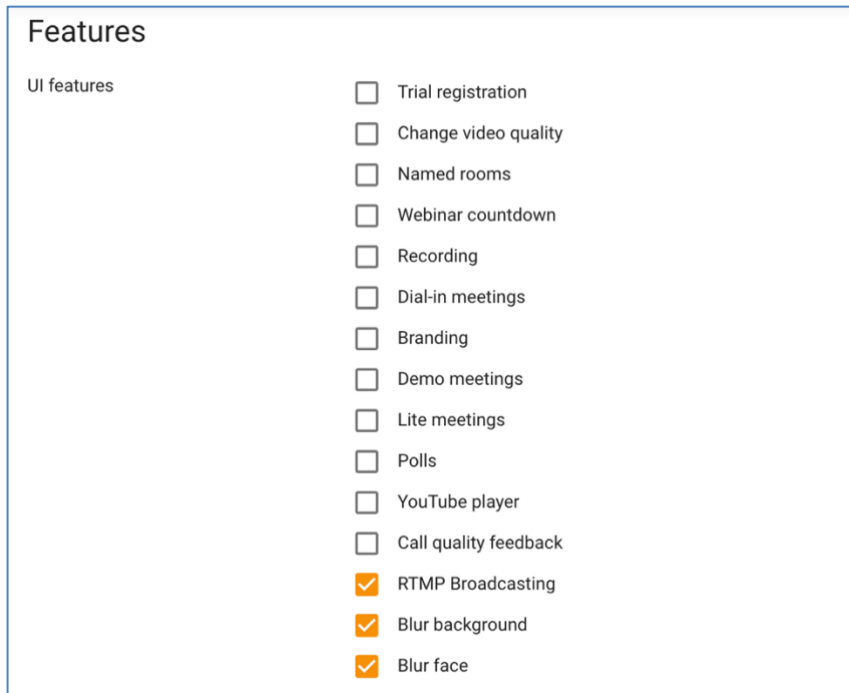 Features
UI features
Trial registration
Change video quality
Named rooms
Webinar countdown
Recording
Dial-in meetings
Branding
Demo meetings
Lite meetings
Polls
YouTube player
Call quality feedback
RTMP Broadcasting
Blur background
Blur face